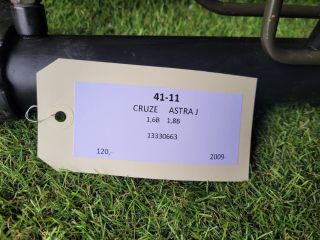 41-11
CRUZE ASTRA J
1,6B 1,8B
13330663
120,- 2009-